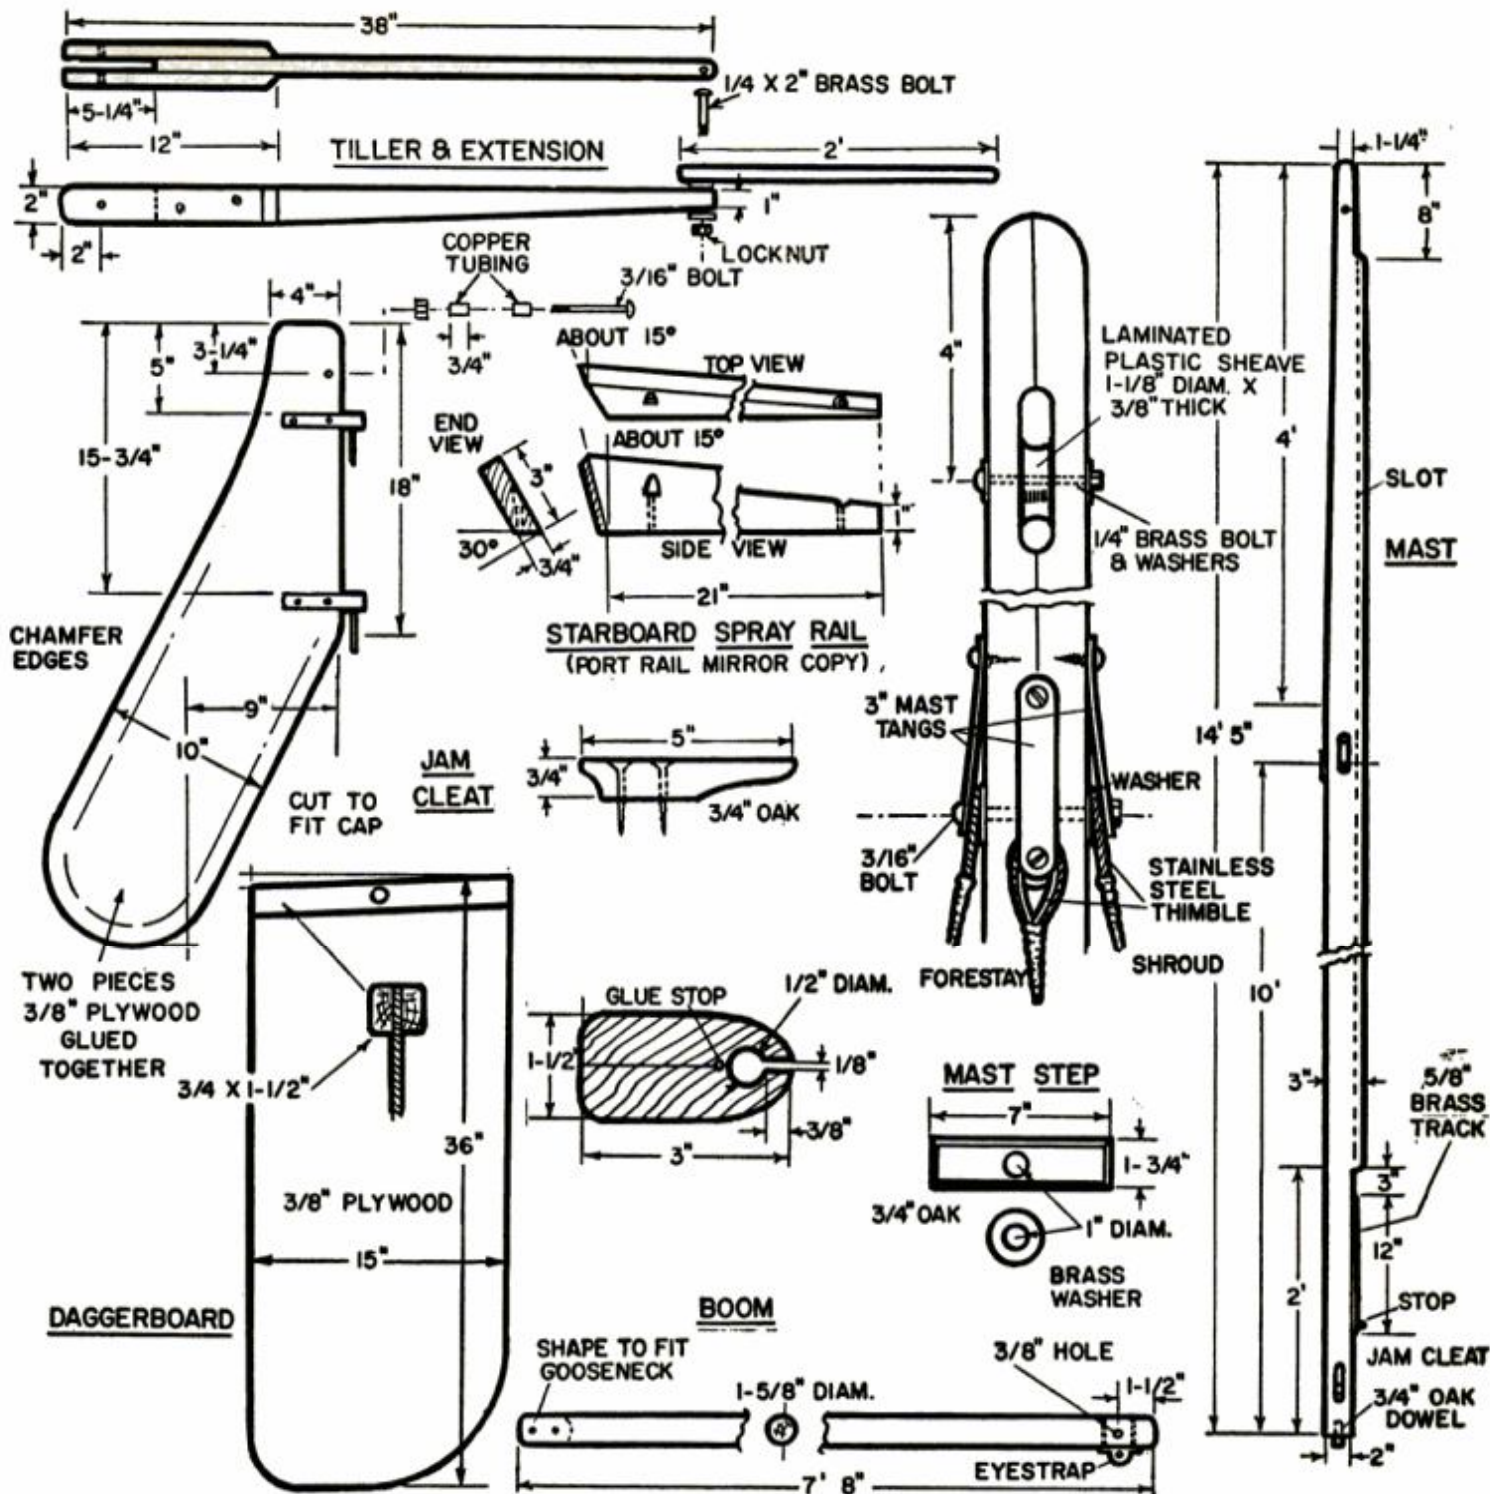 38"
1/4 X 2" BRASS BOLT
5-1/4"
12"
TILLER & EXTENSION
2'
2"
1"
2"
LOCKNUT
COPPER
TUBING
3/16" BOLT
3/4"
4"
3-1/4"
5"
15-3/4"
18"
CHAMFER
EDGES
9"
10"
CUT TO
FIT CAP
TWO PIECES
3/8" PLYWOOD
GLUED
TOGETHER
ABOUT 15°
TOP VIEW
END
VIEW
ABOUT 15°
3"
30°
3/4"
SIDE VIEW
1"
21"
STARBOARD SPRAY RAIL
(PORT RAIL MIRROR COPY)
JAM
CLEAT
5"
3/4"
3/4" OAK
4"
LAMINATED
PLASTIC SHEAVE
1-1/8" DIAM. X
3/8" THICK
1/4" BRASS BOLT
& WASHERS
3" MAST
TANGS
WASHER
3/16"
BOLT
STAINLESS
STEEL
THIMBLE
FORESTAY
SHROUD
1-1/4"
8"
4'
SLOT
MAST
14' 5"
10'
3"
5/8"
BRASS
TRACK
3"
12"
2'
STOP
JAM CLEAT
3/4" OAK
DOWEL
2"
3/4 X 1-1/2"
36"
3/8" PLYWOOD
15"
DAGGERBOARD
GLUE STOP
1/2" DIAM.
1-1/2"
1/8"
3/8"
3"
MAST STEP
7"
1-3/4"
3/4" OAK
1" DIAM.
BRASS
WASHER
BOOM
SHAPE TO FIT
GOOSENECK
1-5/8" DIAM.
3/8" HOLE
1-1/2"
EYESTRAP
7' 8"